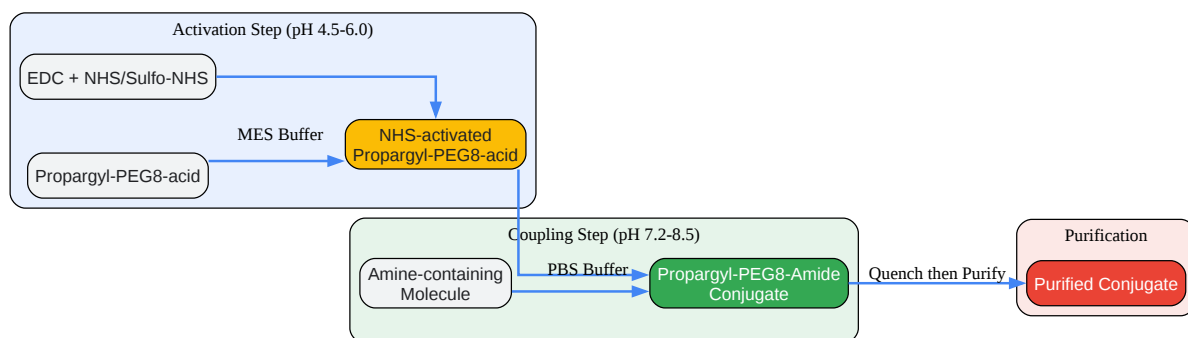 Activation Step (pH 4.5-6.0)
EDC + NHS/Sulfo-NHS
MES Buffer
NHS-activated
Propargyl-PEG8-acid
Propargyl-PEG8-acid
Coupling Step (pH 7.2-8.5)
Amine-containing
Molecule
PBS Buffer
Propargyl-PEG8-Amide
Conjugate
Quench then Purify
Purification
Purified Conjugate